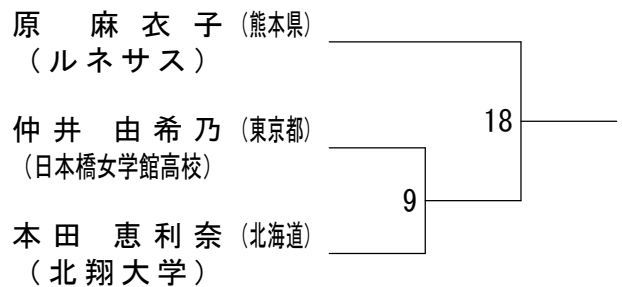 原 麻衣子 (熊本県)
(ルネサス)
18
仲井 由希乃 (東京都)
(日本橋女学館高校)
9
本田 恵利奈 (北海道)
(北翔大学)